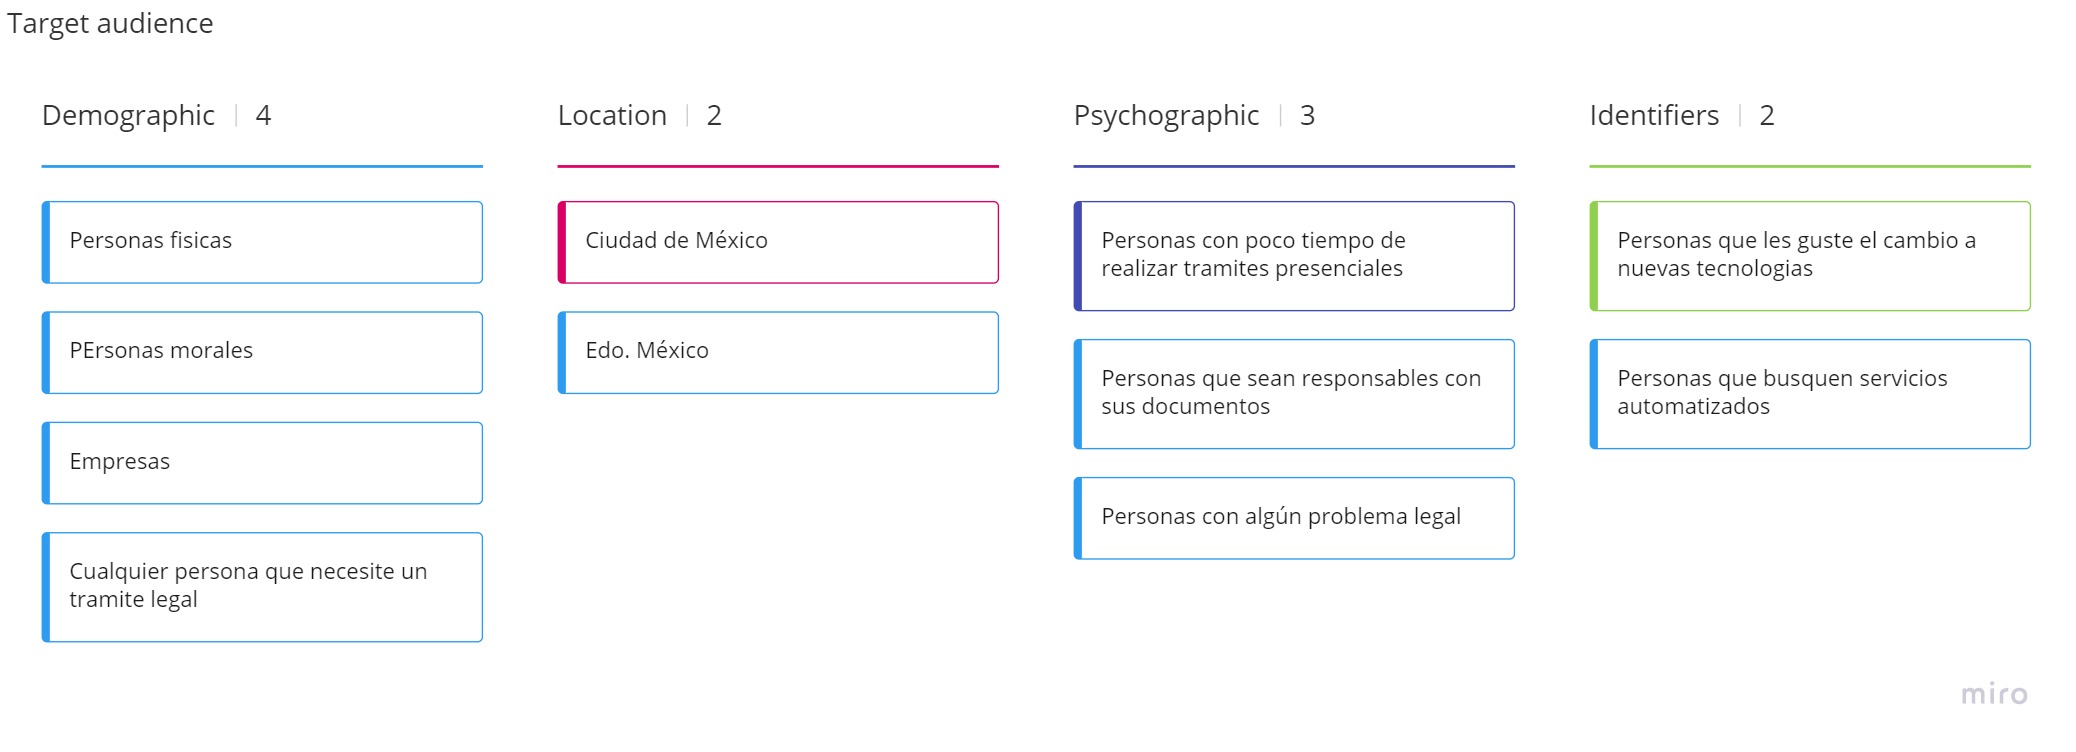 Target audience
Demographic | 4
Personas fisicas
PErsonas morales
Empresas
Cualquier persona que necesite un
tramite legal
Location | 2
Ciudad de México
Edo. México
Psychographic | 3
Personas con poco tiempo de
realizar tramites presenciales
Personas que sean responsables con
sus documentos
Personas con algún problema legal
Identifiers | 2
Personas que les guste el cambio a
nuevas tecnologias
Personas que busquen servicios
automatizados
miro